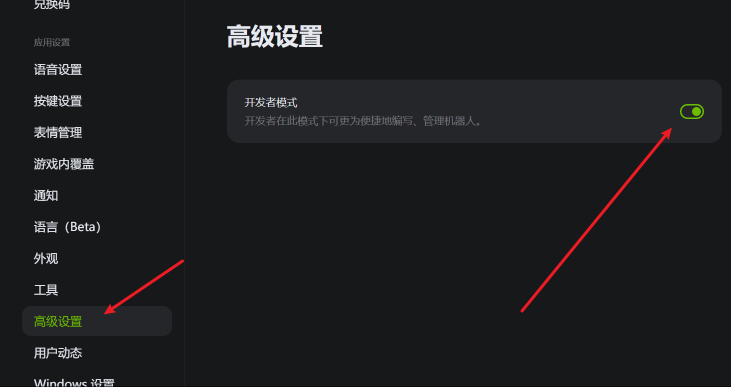 兑换码
应用设置
语音设置
按键设置
表情管理
游戏内覆盖
通知
语言（Beta）
外观
工具
高级设置
用户动态
Windows 设置
高级设置
开发者模式
开发者在此模式下可更为便捷地编写、管理机器人。